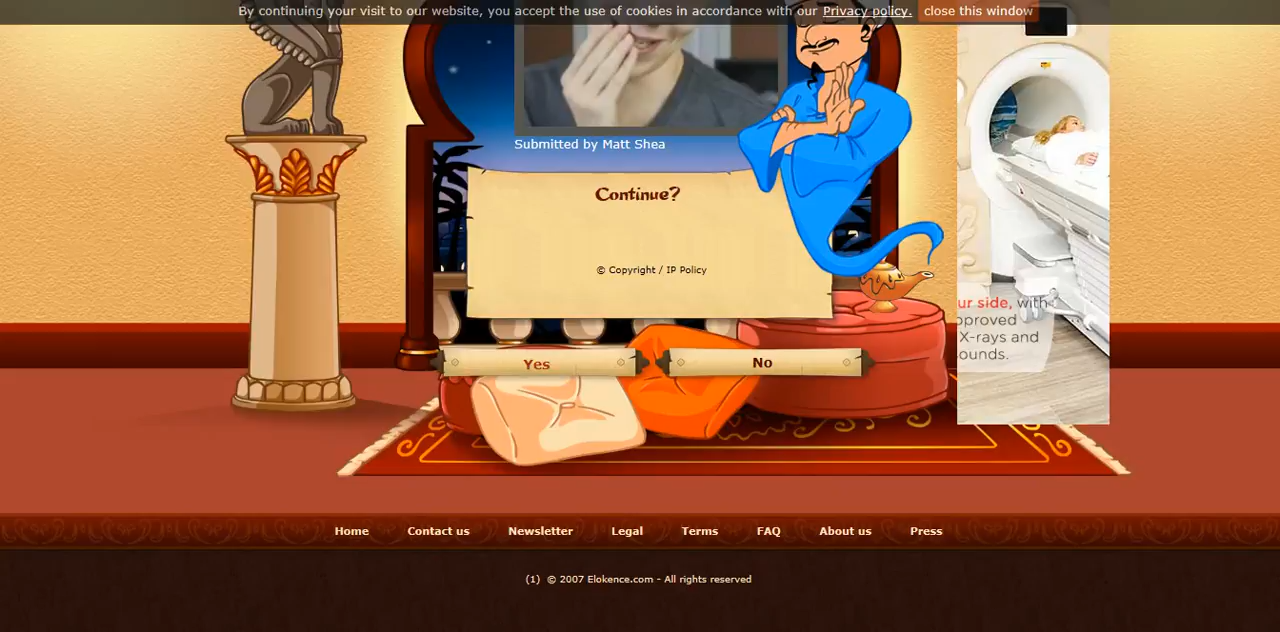 By continuing your visit to our website, you accept the use of cookies in accordance with our Privacy policy. close this window
Submitted by Matt Shea
Continue?
© Copyright / IP Policy
ur side, with
pproved
X-rays and
ounds.
Yes
No
Home Contact us Newsletter Legal Terms FAQ About us Press
(1) © 2007 Elokence.com - All rights reserved